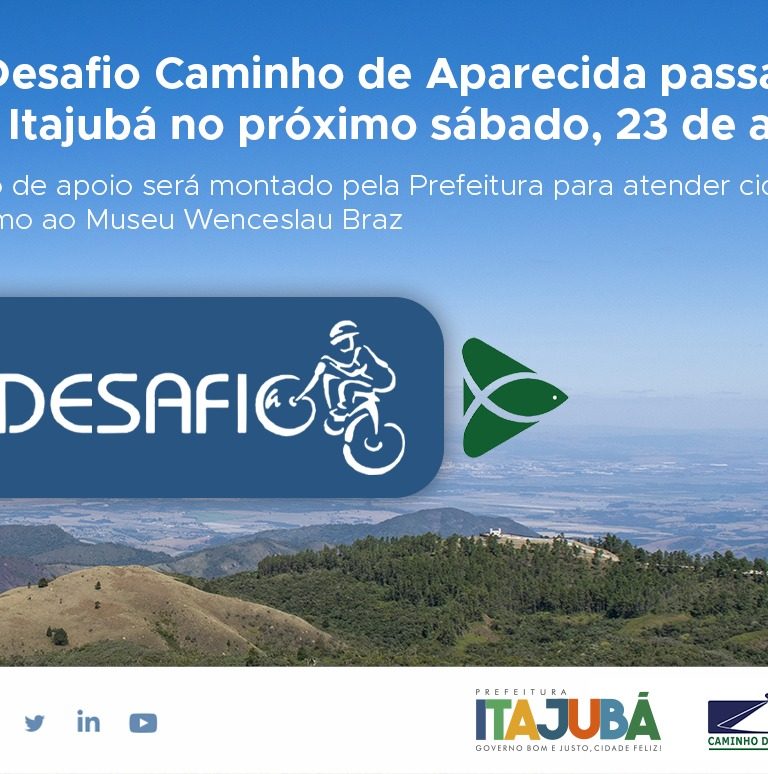 Desafio Caminho de Aparecida passa
Itajubá no próximo sábado, 23 de a
o de apoio será montado pela Prefeitura para atender cic
mo ao Museu Wenceslau Braz
DESAFIO
in
PREFEITURA
ITAJUBÁ
GOVERNO BOM E JUSTO, CIDADE FELIZ!
CAMINHO D